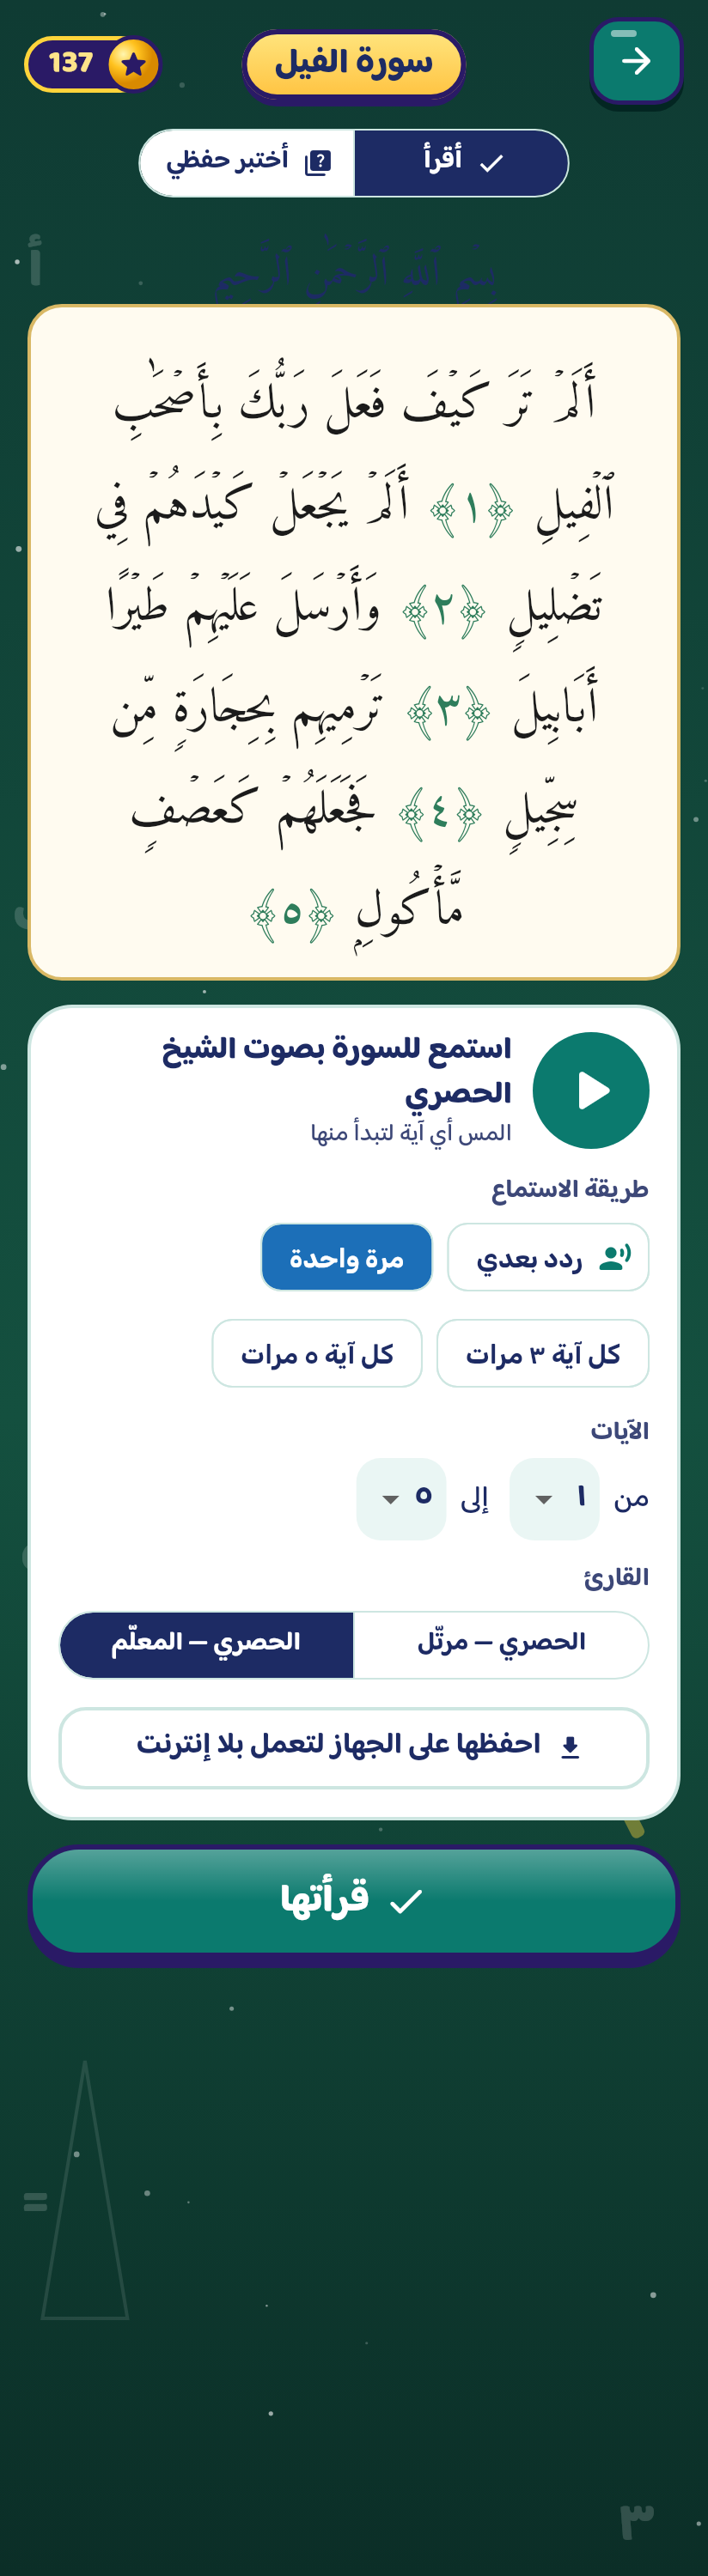 137
سورة الفيل
أقرأ
أختبر حفظي
أ
بِسۡمِ ٱللَّهِ ٱلرَّحۡمَٰنِ ٱلرَّحِيمِ
أَلَمۡ تَرَ كَيۡفَ فَعَلَ رَبُّكَ بِأَصۡحَٰبِ
ٱلۡفِيلِ ﴿١﴾ أَلَمۡ يَجۡعَلۡ كَيۡدَهُمۡ فِي
تَضۡلِيلٖ ﴿٢﴾ وَأَرۡسَلَ عَلَيۡهِمۡ طَيۡرًا
أَبَابِيلَ ﴿٣﴾ تَرۡمِيهِم بِحِجَارَةٖ مِّن
سِجِّيلٖ ﴿٤﴾ فَجَعَلَهُمۡ كَعَصۡفٖ
مَّأۡكُولِۭ ﴿٥﴾
استمع للسورة بصوت الشيخ
الحصري
المس أي آية لتبدأ منها
طريقة الاستماع
ردد بعدي
مرة واحدة
كل آية ٣ مرات
كل آية ٥ مرات
الآيات
من ١ إلى ٥
القارئ
الحصري – مرتّل
الحصري – المعلّم
احفظها على الجهاز لتعمل بلا إنترنت
قرأتها
=
٣